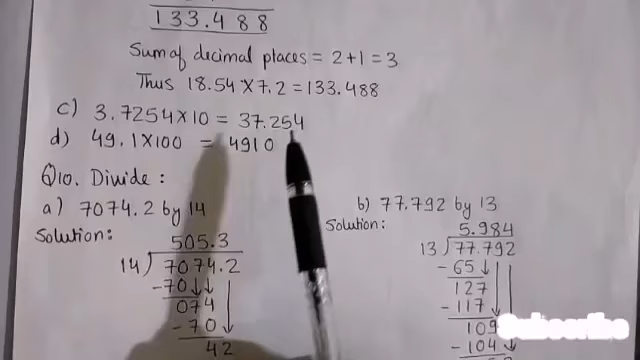 133.488
Sum of decimal places = 2+1=3
Thus 18.54 × 7.2 = 133.488
c) 3.7254×10 = 37.254
d) 49.1×100 = 4910
Q10. Divide :
a) 7074.2 by 14
Solution:
505.3
14)7074.2
-70
074
-70
42
b) 77.792 by 13
Solution:
5.984
13)77.792
-65
127
-117
109
-104
Subscribe